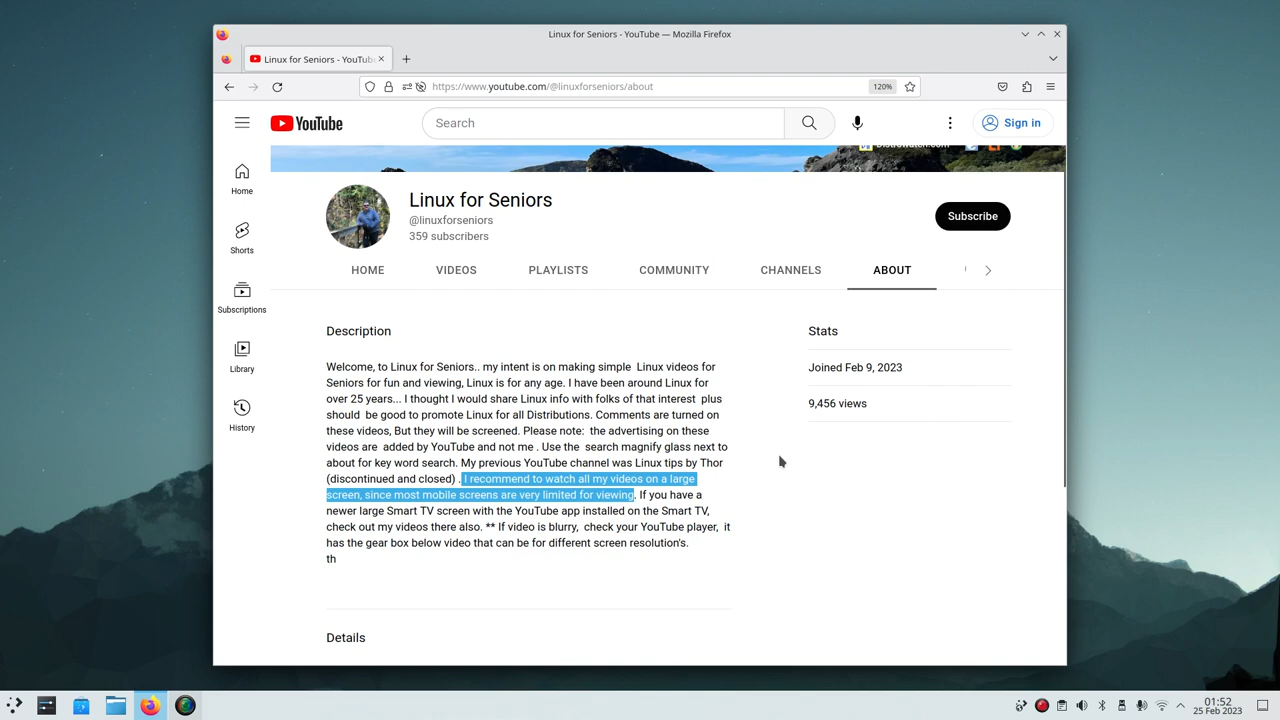 Linux for Seniors - YouTube — Mozilla Firefox
Linux for Seniors - YouTub
https://www.youtube.com/@linuxforseniors/about
120%
YouTube
Search
Sign in
Distrowatch.com
Home
Shorts
Subscriptions
Library
History
Linux for Seniors
@linuxforseniors
359 subscribers
Subscribe
HOME VIDEOS PLAYLISTS COMMUNITY CHANNELS ABOUT
Description
Welcome, to Linux for Seniors.. my intent is on making simple  Linux videos for
Seniors for fun and viewing, Linux is for any age. I have been around Linux for
over 25 years... I thought I would share Linux info with folks of that interest  plus
should  be good to promote Linux for all Distributions. Comments are turned on
these videos, But they will be screened. Please note:  the advertising on these
videos are  added by YouTube and not me . Use the  search magnify glass next to
about for key word search. My previous YouTube channel was Linux tips by Thor
(discontinued and closed) . I recommend to watch all my videos on a large
screen, since most mobile screens are very limited for viewing. If you have a
newer large Smart TV screen with the YouTube app installed on the Smart TV,
check out my videos there also. ** If video is blurry,  check your YouTube player,  it
has the gear box below video that can be for different screen resolution's.
th
Stats
Joined Feb 9, 2023
9,456 views
Details
01:52
25 Feb 2023